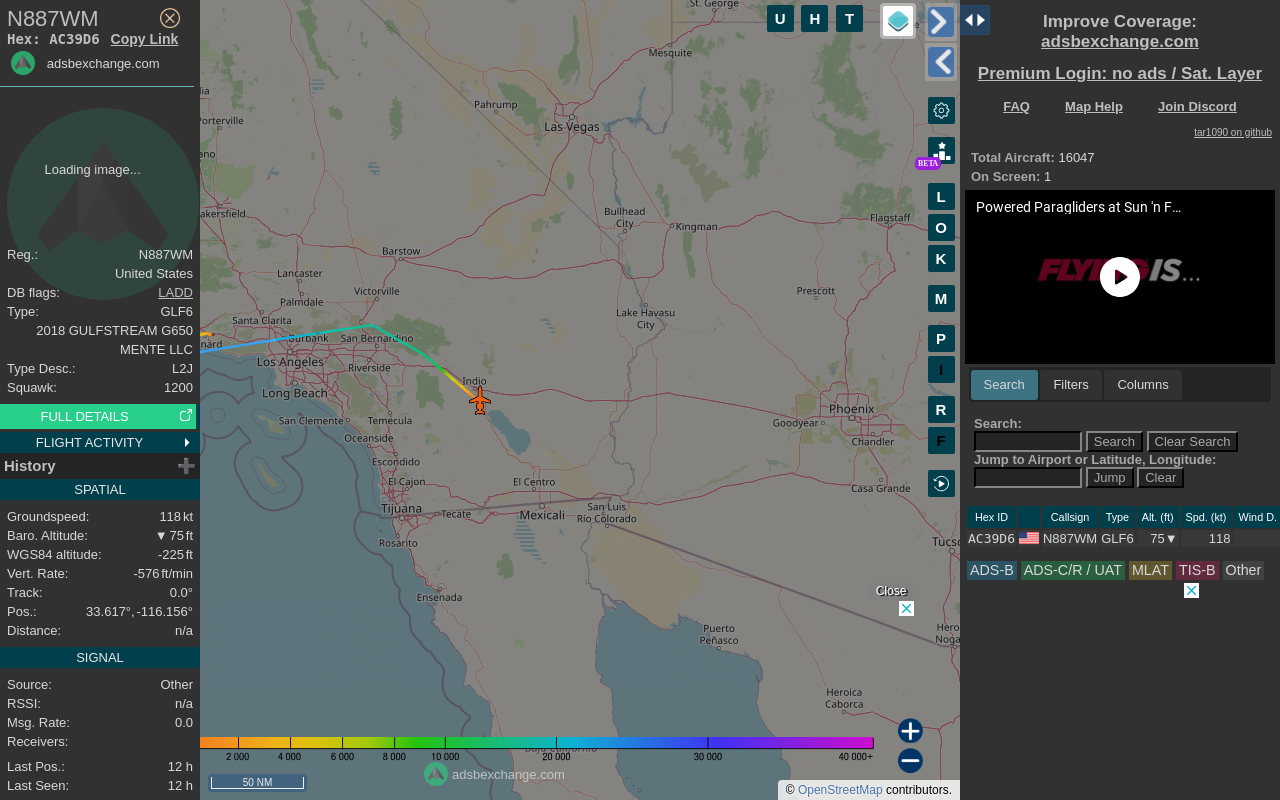 N887WM
Hex: AC39D6 Copy Link
adsbexchange.com
Loading image...
Reg.: N887WM
United States
DB flags: LADD
Type: GLF6
2018 GULFSTREAM G650
MENTE LLC
Type Desc.: L2J
Squawk: 1200
FULL DETAILS
FLIGHT ACTIVITY
History
SPATIAL
Groundspeed: 118 kt
Baro. Altitude: ▼ 75 ft
WGS84 altitude: -225 ft
Vert. Rate: -576 ft/min
Track: 0.0°
Pos.: 33.617°, -116.156°
Distance: n/a
SIGNAL
Source: Other
RSSI: n/a
Msg. Rate: 0.0
Receivers:
Last Pos.: 12 h
Last Seen: 12 h
St. George
Mesquite
Pahrump
Las Vegas
Porterville
Bullhead
City
Kingman
Flagstaff
Barstow
Lancaster
Victorville
Palmdale
Prescott
Santa Clarita
Lake Havasu
City
Burbank
San Bernardino
Los Angeles
Riverside
Indio
Long Beach
San Clemente
Temecula
Oceanside
Phoenix
Goodyear
Chandler
Escondido
El Cajon
El Centro
Casa Grande
Tijuana
Tecate
Mexicali
San Luis
Río Colorado
Rosarito
Ensenada
Puerto
Peñasco
Heroica
Caborca
U H T
BETA
L
O
K
M
P
I
R
F
Close
2 000 4 000 6 000 8 000 10 000 20 000 30 000 40 000+
adsbexchange.com
50 NM
© OpenStreetMap contributors.
Improve Coverage:
adsbexchange.com
Premium Login: no ads / Sat. Layer
FAQ Map Help Join Discord
tar1090 on github
Total Aircraft: 16047
On Screen: 1
Powered Paragliders at Sun 'n F...
FLYING IS...
Search Filters Columns
Search:
Search Clear Search
Jump to Airport or Latitude, Longitude:
Jump Clear
Hex ID Callsign Type Alt. (ft) Spd. (kt) Wind D.
AC39D6 N887WM GLF6 75▼ 118
ADS-B ADS-C/R / UAT MLAT TIS-B Other